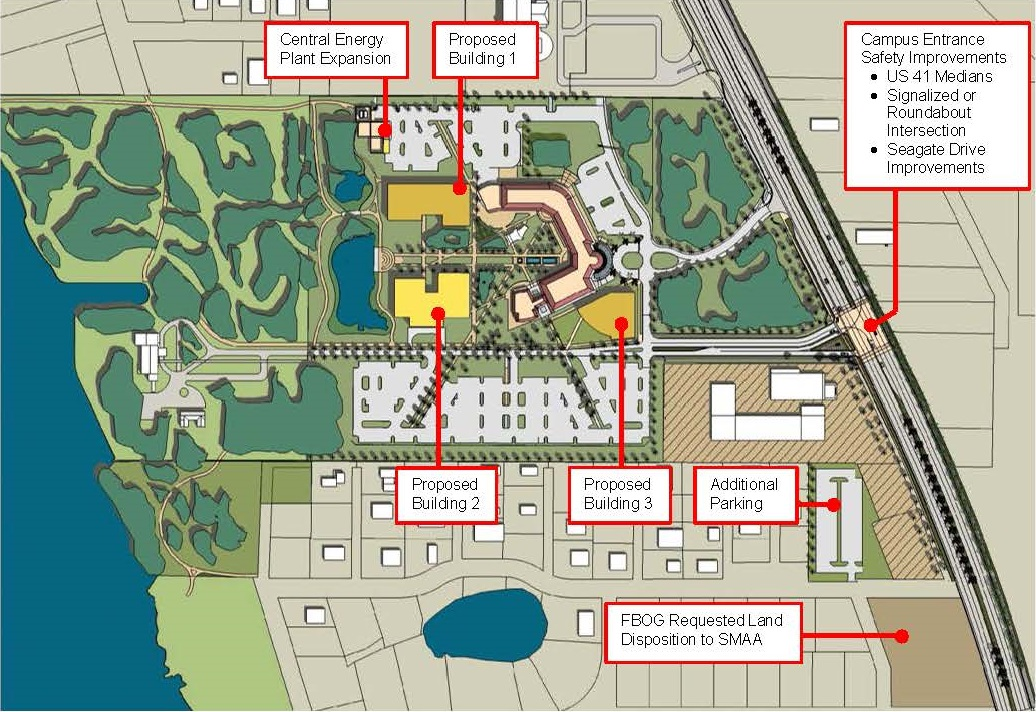 Central Energy
Plant Expansion
Proposed
Building 1
Campus Entrance
Safety Improvements
• US 41 Medians
• Signalized or
Roundabout
Intersection
• Seagate Drive
Improvements
Proposed
Building 2
Proposed
Building 3
Additional
Parking
FBOG Requested Land
Disposition to SMAA